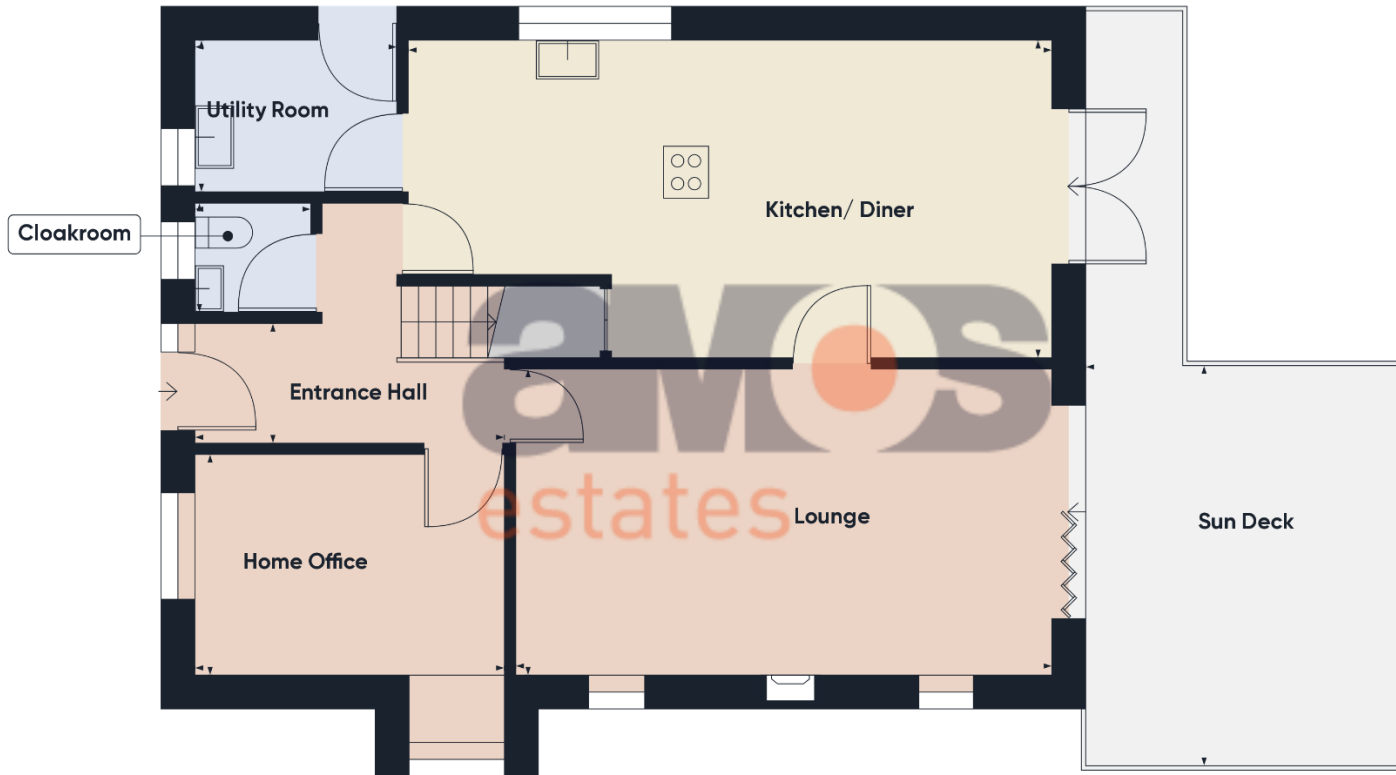 Utility Room
Kitchen/ Diner
Cloakroom
Entrance Hall
aMOS
estates
Lounge
Sun Deck
Home Office